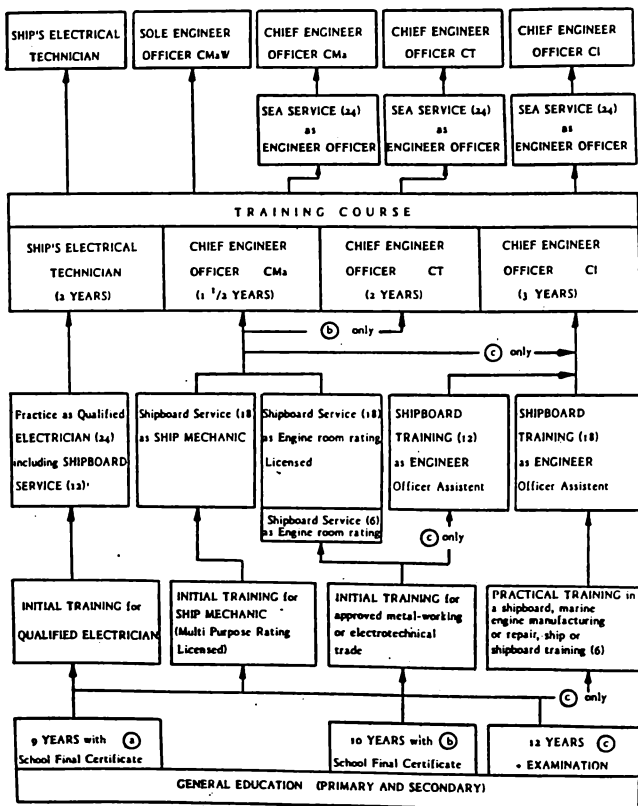 SHIP'S ELECTRICAL
TECHNICIAN
SOLE ENGINEER
OFFICER CMaW
CHIEF ENGINEER
OFFICER CMa
CHIEF ENGINEER
OFFICER CT
CHIEF ENGINEER
OFFICER CI
SEA SERVICE (24)
as
ENGINEER OFFICER
SEA SERVICE (24)
as
ENGINEER OFFICER
SEA SERVICE (24)
as
ENGINEER OFFICER
TRAINING COURSE
SHIP'S ELECTRICAL
TECHNICIAN
(2 YEARS)
CHIEF ENGINEER
OFFICER CMa
(1 1/2 YEARS)
CHIEF ENGINEER
OFFICER CT
(2 YEARS)
CHIEF ENGINEER
OFFICER CI
(3 YEARS)
b only
c only
Practice as Qualified
ELECTRICIAN (24)
including SHIPBOARD
SERVICE (12)'
Shipboard Service (18)
as SHIP MECHANIC
Shipboard Service (18)
as Engine room rating
Licensed
Shipboard Service (6)
as Engine room rating
SHIPBOARD
TRAINING (12)
as ENGINEER
Officer Assistent
SHIPBOARD
TRAINING (18)
as ENGINEER
Officer Assistent
c only
INITIAL TRAINING for
QUALIFIED ELECTRICIAN
INITIAL TRAINING for
SHIP MECHANIC
(Multi Purpose Rating
Licensed)
INITIAL TRAINING for
approved metal-working
or electrotechnical
trade
PRACTICAL TRAINING in
a shipboard, marine
engine manufacturing
or repair, ship or
shipboard training (6)
c only
9 YEARS with a
School Final Certificate
10 YEARS with b
School Final Certificate
12 YEARS c
+ EXAMINATION
GENERAL EDUCATION (PRIMARY AND SECONDARY)